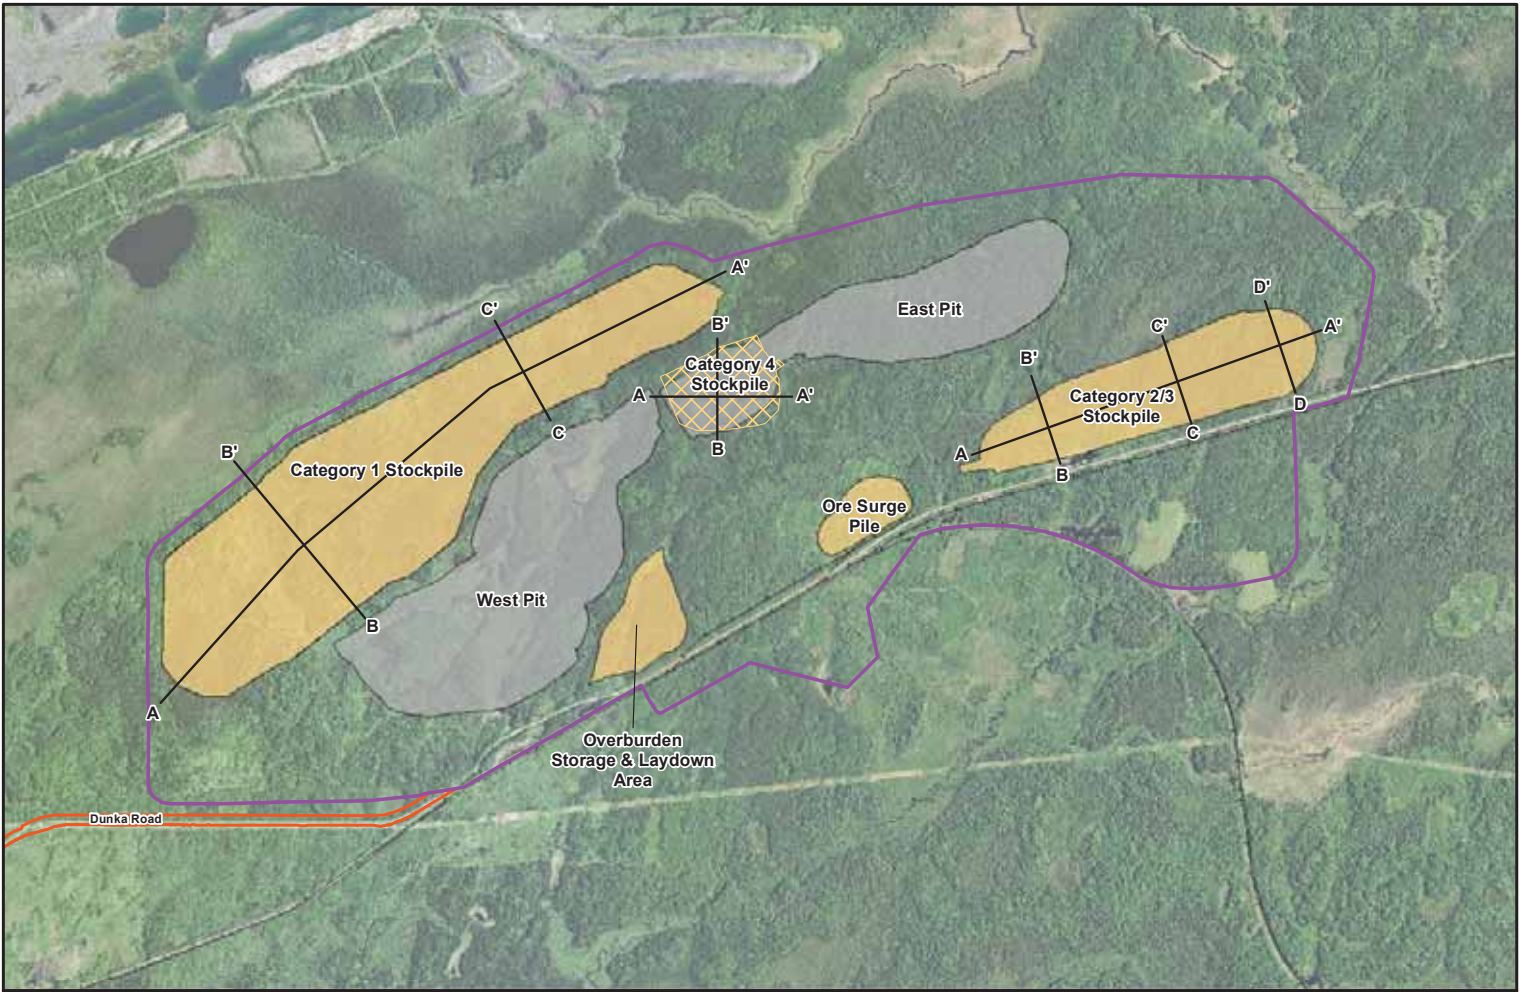 D'
A'
C'
East Pit
B'
C'
A'
B'
Category 4
Stockpile
A
A'
Category 2/3
Stockpile
D
C
C
B'
B
A
B
Category 1 Stockpile
Ore Surge
Pile
West Pit
B
A
Overburden
Storage & Laydown
Area
Dunka Road